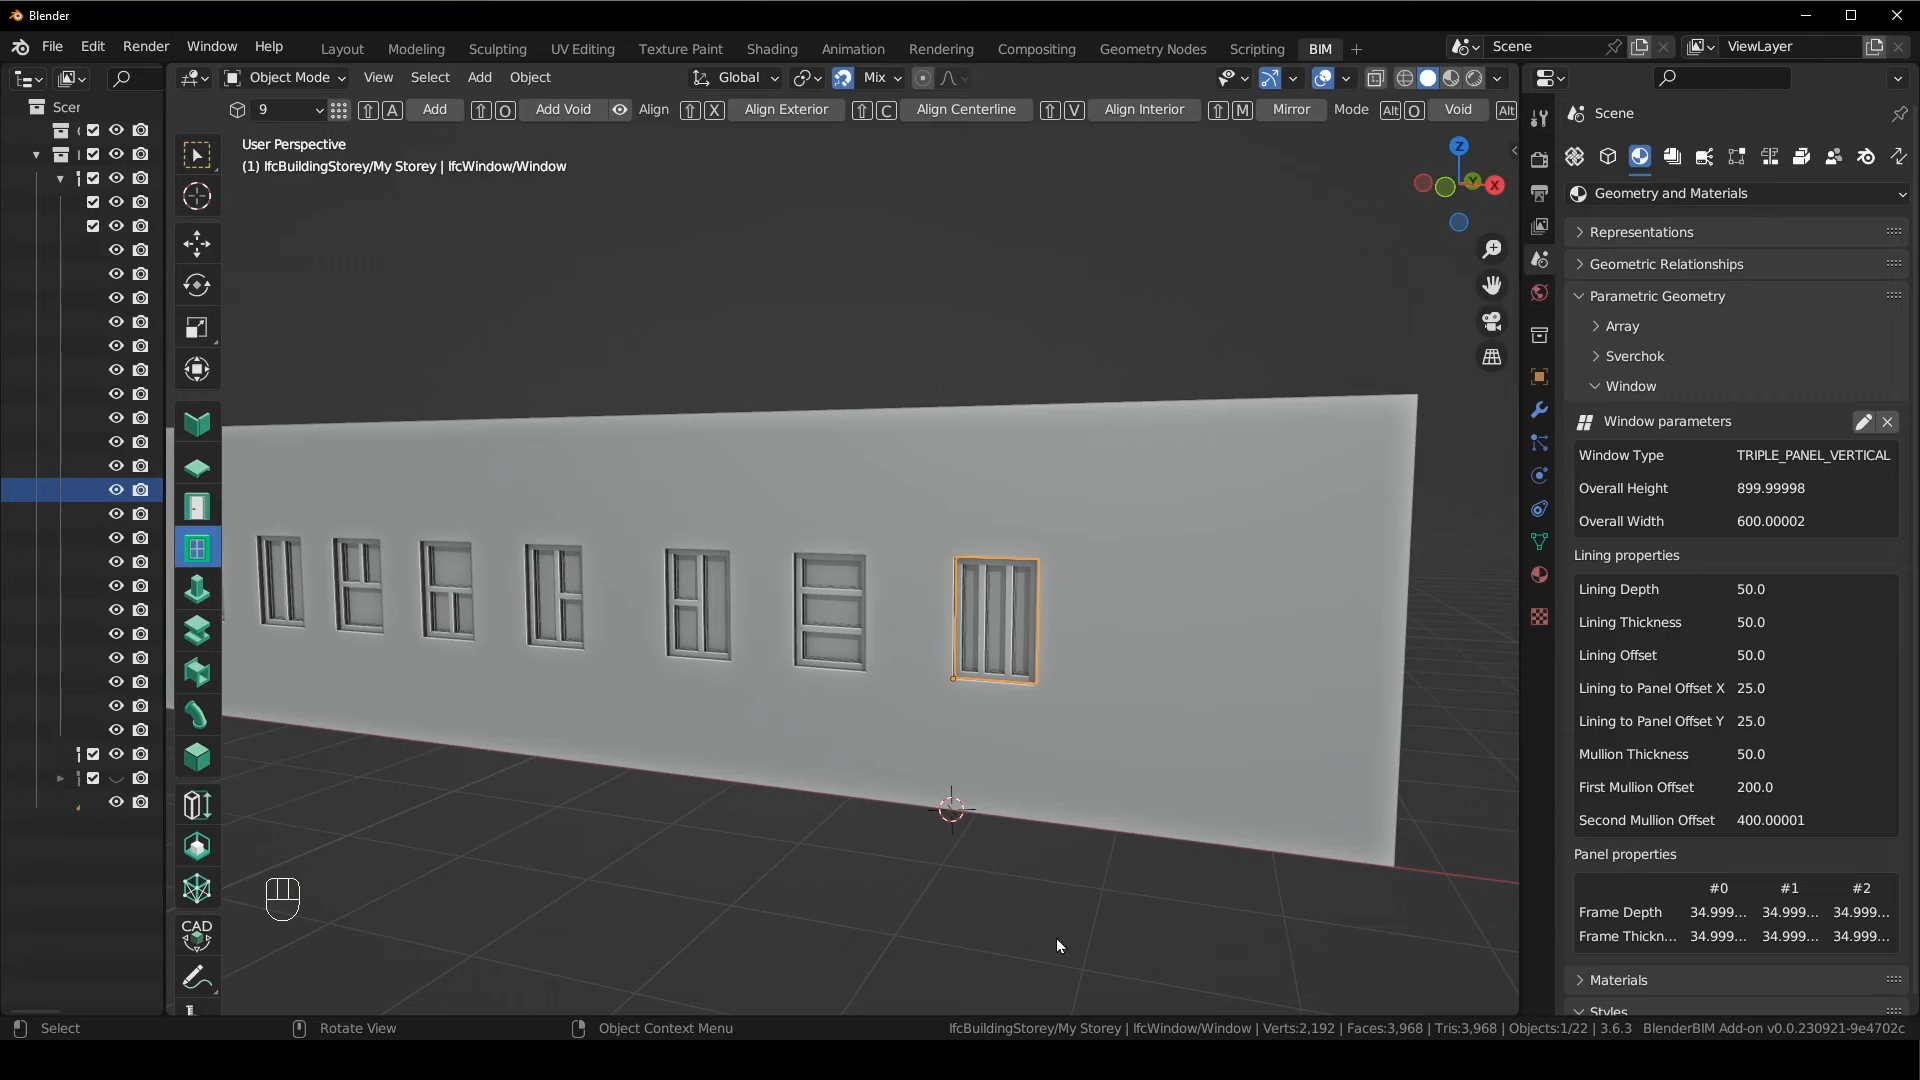 Blender
File Edit Render Window Help
Layout Modeling Sculpting UV Editing Texture Paint Shading Animation Rendering Compositing Geometry Nodes Scripting BIM
Scene
ViewLayer
Object Mode View Select Add Object
Global
Mix
9
A Add
O Add Void
Align
X Align Exterior
C Align Centerline
V Align Interior
M Mirror
Mode
Alt O Void
Alt
Scer
User Perspective
(1) IfcBuildingStorey/My Storey | IfcWindow/Window
Z
Y
X
CAD
Scene
Geometry and Materials
Representations
Geometric Relationships
Parametric Geometry
Array
Sverchok
Window
Window parameters
Window Type TRIPLE_PANEL_VERTICAL
Overall Height 899.99998
Overall Width 600.00002
Lining properties
Lining Depth 50.0
Lining Thickness 50.0
Lining Offset 50.0
Lining to Panel Offset X 25.0
Lining to Panel Offset Y 25.0
Mullion Thickness 50.0
First Mullion Offset 200.0
Second Mullion Offset 400.00001
Panel properties
#0 #1 #2
Frame Depth 34.999... 34.999... 34.999...
Frame Thickn... 34.999... 34.999... 34.999...
Materials
Styles
Select
Rotate View
Object Context Menu
IfcBuildingStorey/My Storey | IfcWindow/Window | Verts:2,192 | Faces:3,968 | Tris:3,968 | Objects:1/22 | 3.6.3 BlenderBIM Add-on v0.0.230921-9e4702c